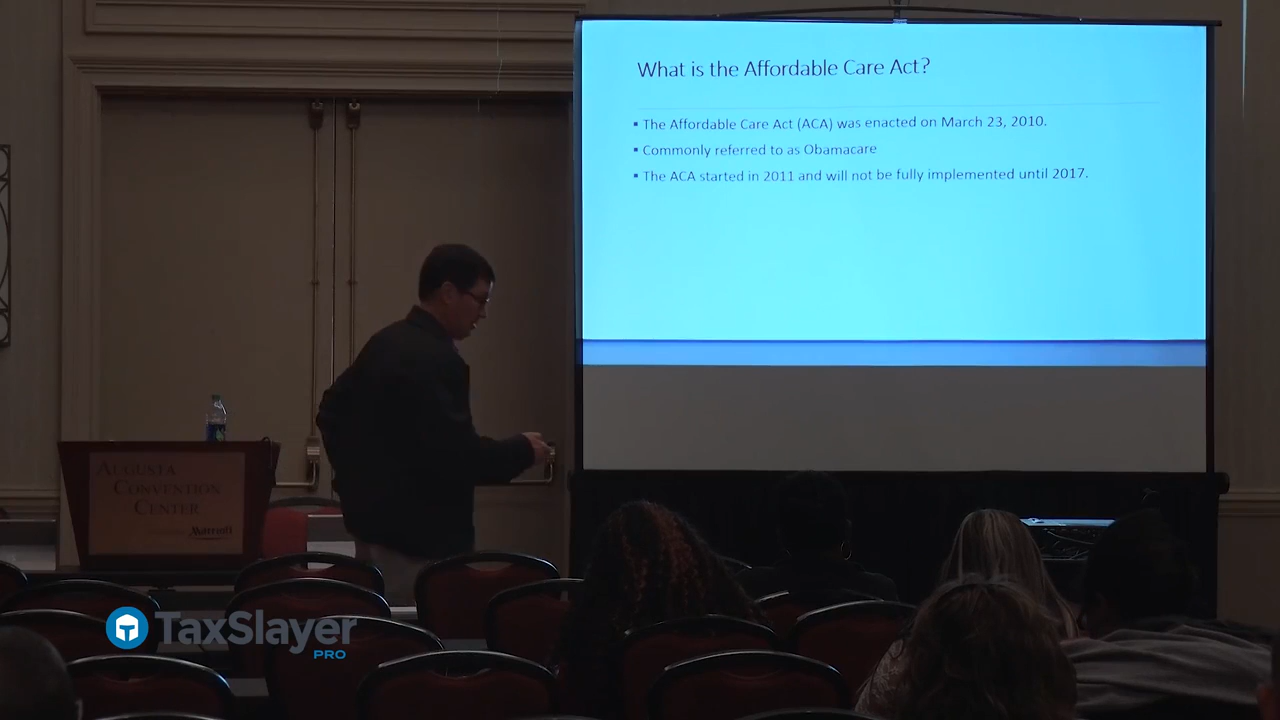 What is the Affordable Care Act?
▪ The Affordable Care Act (ACA) was enacted on March 23, 2010.
▪ Commonly referred to as Obamacare
▪ The ACA started in 2011 and will not be fully implemented until 2017.
AUGUSTA
CONVENTION
CENTER
Marriott
TaxSlayer
PRO